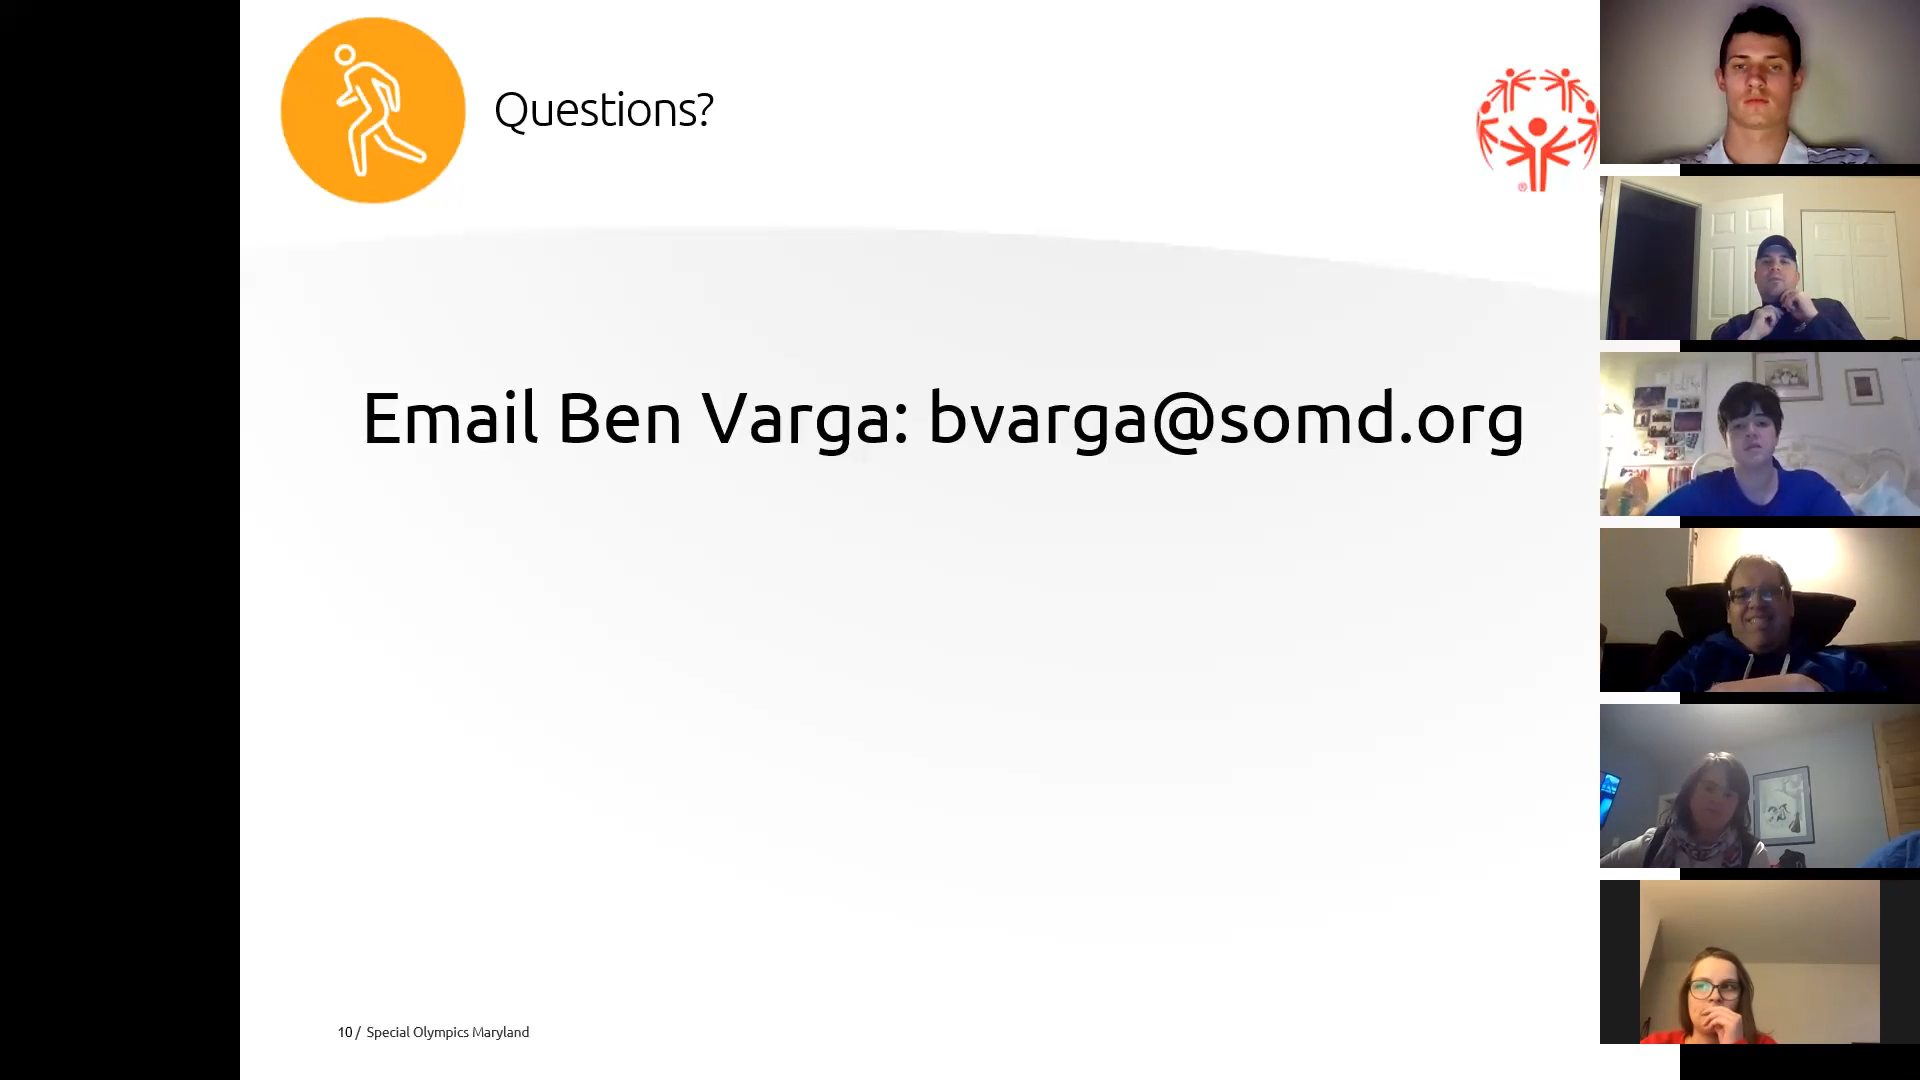 Questions?
®
Email Ben Varga: bvarga@somd.org
10 / Special Olympics Maryland